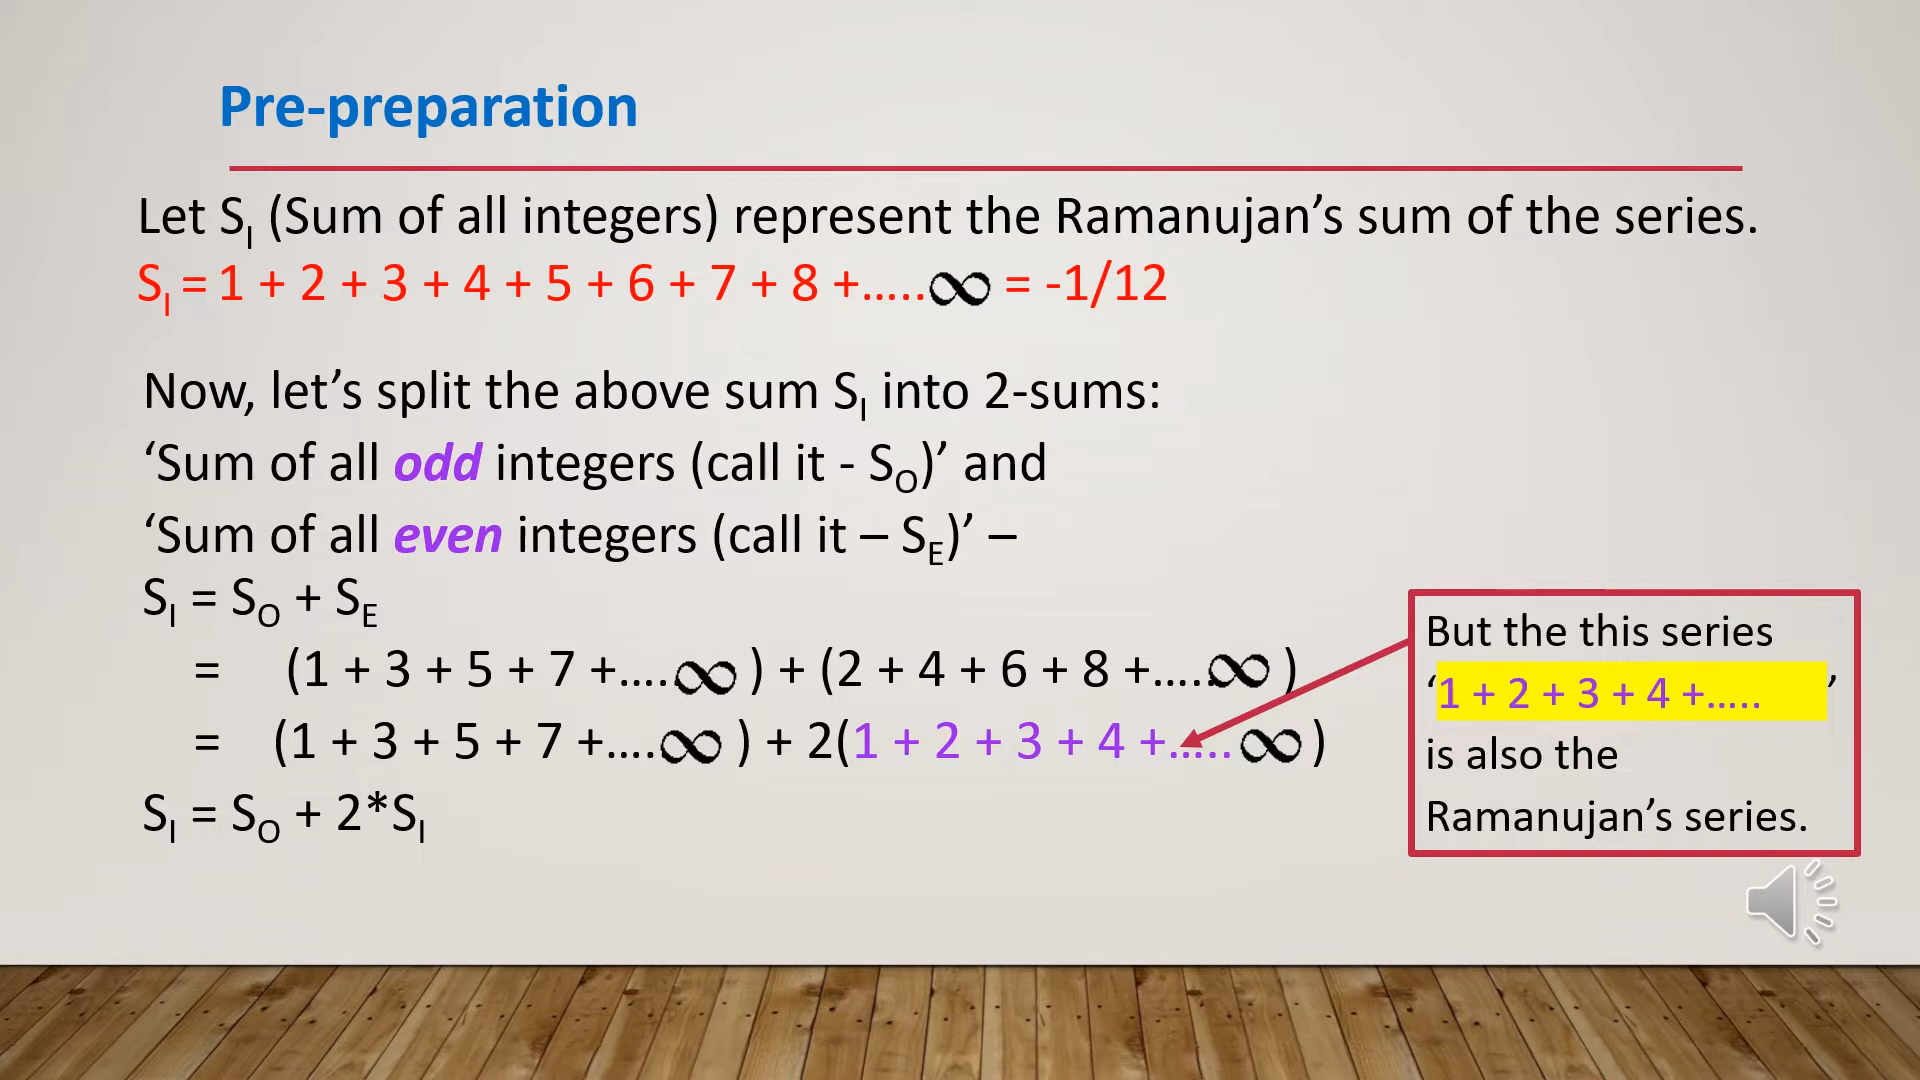 Pre-preparation
Let S_I (Sum of all integers) represent the Ramanujan’s sum of the series.
S_I = 1 + 2 + 3 + 4 + 5 + 6 + 7 + 8 +…..∞ = -1/12
Now, let’s split the above sum S_I into 2-sums:
‘Sum of all odd integers (call it - S_O)’ and
‘Sum of all even integers (call it – S_E)’ –
S_I = S_O + S_E
= (1 + 3 + 5 + 7 +….∞ ) + (2 + 4 + 6 + 8 +…..∞ )
= (1 + 3 + 5 + 7 +….∞ ) + 2(1 + 2 + 3 + 4 +…..∞ )
S_I = S_O + 2*S_I
But the this series
‘1 + 2 + 3 + 4 +….. ’
is also the
Ramanujan’s series.